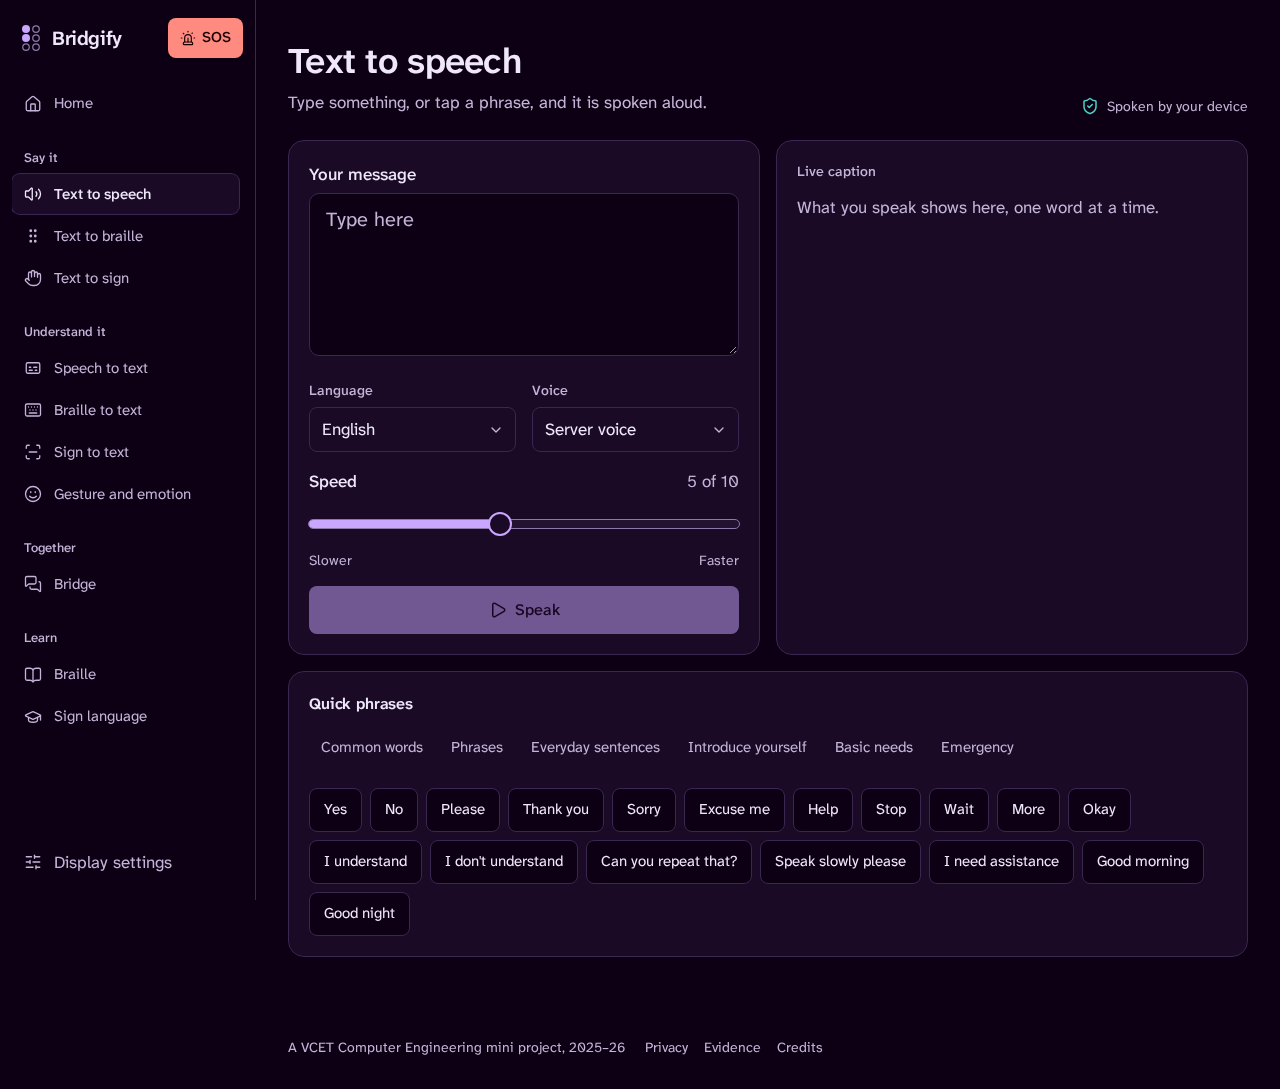 Bridgify
SOS
Home
Say it
Text to speech
Text to braille
Text to sign
Understand it
Speech to text
Braille to text
Sign to text
Gesture and emotion
Together
Bridge
Learn
Braille
Sign language
Display settings
Text to speech
Type something, or tap a phrase, and it is spoken aloud.
Spoken by your device
Your message
Type here
Language Voice
English Server voice
Speed 5 of 10
Slower Faster
Speak
Live caption
What you speak shows here, one word at a time.
Quick phrases
Common words Phrases Everyday sentences Introduce yourself Basic needs Emergency
Yes No Please Thank you Sorry Excuse me Help Stop Wait More Okay
I understand I don't understand Can you repeat that? Speak slowly please I need assistance Good morning
Good night
A VCET Computer Engineering mini project, 2025–26 Privacy Evidence Credits